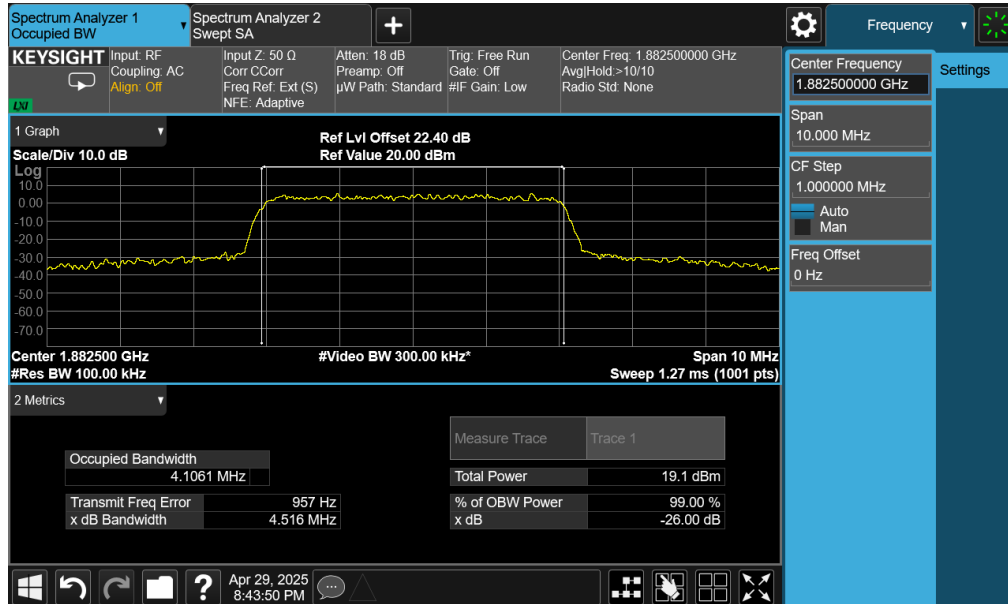 Spectrum Analyzer 1
Occupied BW
Spectrum Analyzer 2
Swept SA
Frequency
KEYSIGHT
LXI
Input: RF
Coupling: AC
Align: Off
Input Z: 50 Ω
Corr CCorr
Freq Ref: Ext (S)
NFE: Adaptive
Atten: 18 dB
Preamp: Off
µW Path: Standard
Trig: Free Run
Gate: Off
#IF Gain: Low
Center Freq: 1.882500000 GHz
Avg|Hold:>10/10
Radio Std: None
Center Frequency
1.882500000 GHz
Settings
Span
10.000 MHz
CF Step
1.000000 MHz
Auto
Man
Freq Offset
0 Hz
1 Graph
Scale/Div 10.0 dB
Ref Lvl Offset 22.40 dB
Ref Value 20.00 dBm
Log
10.0
0.00
-10.0
-20.0
-30.0
-40.0
-50.0
-60.0
-70.0
Center 1.882500 GHz
#Video BW 300.00 kHz*
Span 10 MHz
#Res BW 100.00 kHz
Sweep 1.27 ms (1001 pts)
2 Metrics
Measure Trace
Trace 1
Occupied Bandwidth
4.1061 MHz
Total Power
19.1 dBm
Transmit Freq Error
957 Hz
% of OBW Power
99.00 %
x dB Bandwidth
4.516 MHz
x dB
-26.00 dB
?
Apr 29, 2025
8:43:50 PM